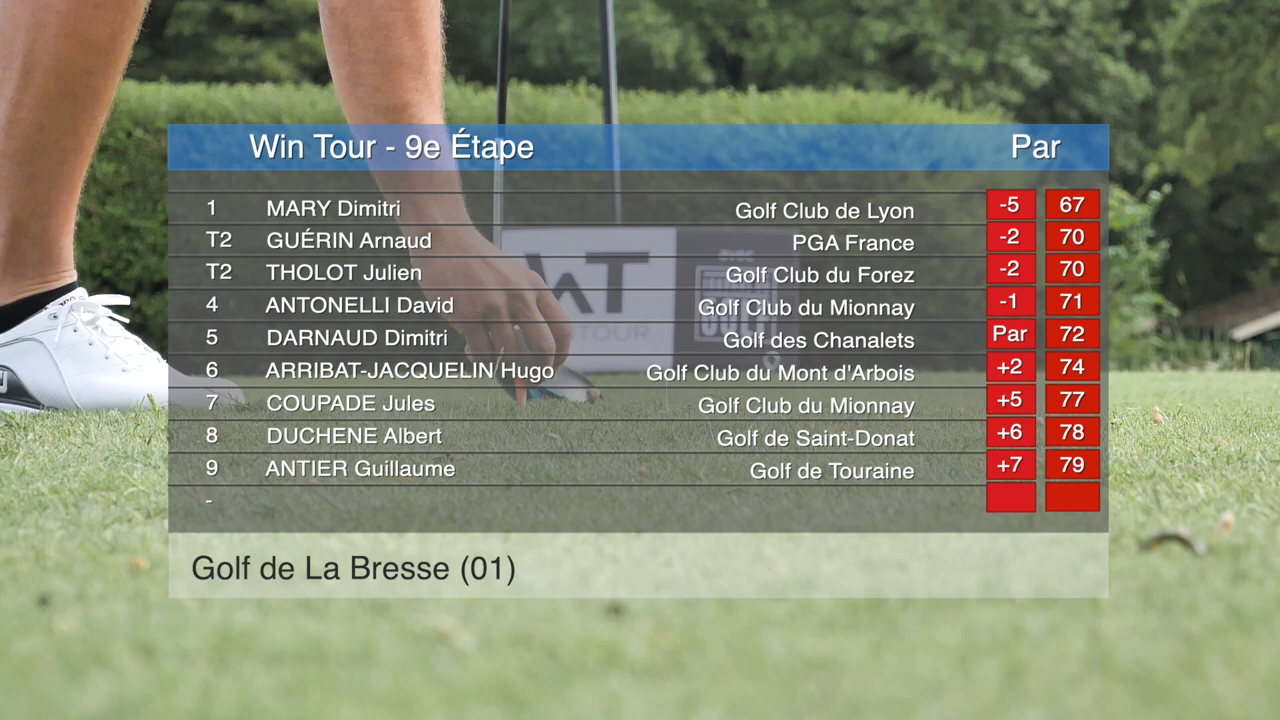 Win Tour - 9e Étape Par
1 MARY Dimitri Golf Club de Lyon -5 67
T2 GUÉRIN Arnaud PGA France -2 70
T2 THOLOT Julien Golf Club du Forez -2 70
4 ANTONELLI David Golf Club du Mionnay -1 71
5 DARNAUD Dimitri Golf des Chanalets Par 72
6 ARRIBAT-JACQUELIN Hugo Golf Club du Mont d'Arbois +2 74
7 COUPADE Jules Golf Club du Mionnay +5 77
8 DUCHENE Albert Golf de Saint-Donat +6 78
9 ANTIER Guillaume Golf de Touraine +7 79
-
Golf de La Bresse (01)
avec
TOUR